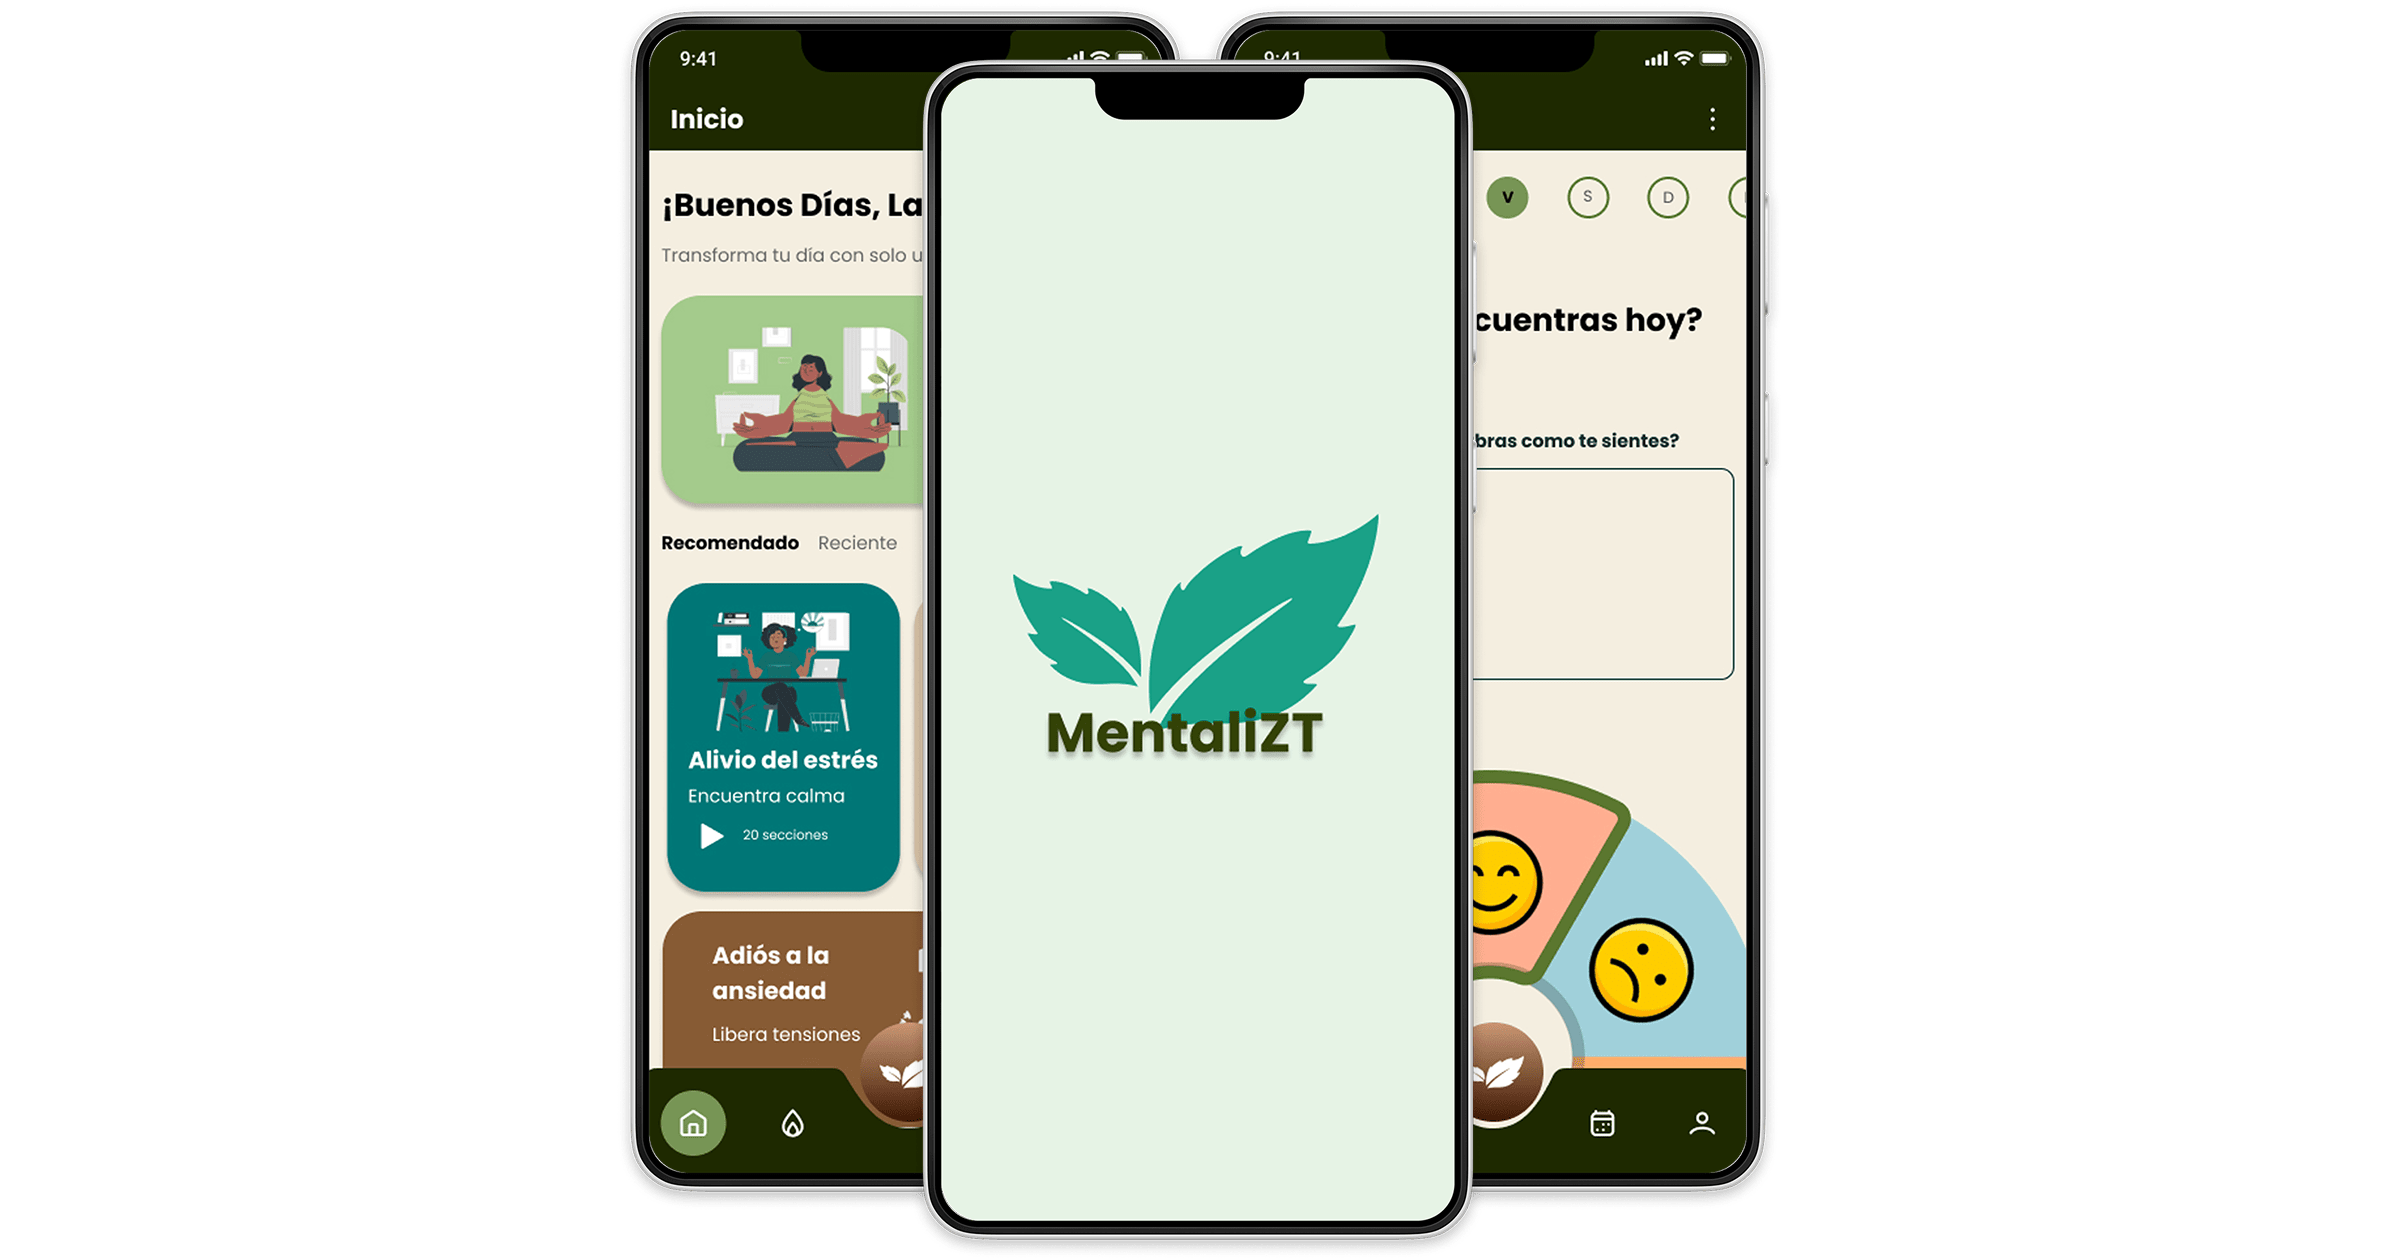 9:41
Inicio
¡Buenos Días, La
Transforma tu día con solo u
Recomendado Reciente
Alivio del estrés
Encuentra calma
20 secciones
Adiós a la
ansiedad
Libera tensiones
MentaliZT
9:41
V S D
cuentras hoy?
bras como te sientes?